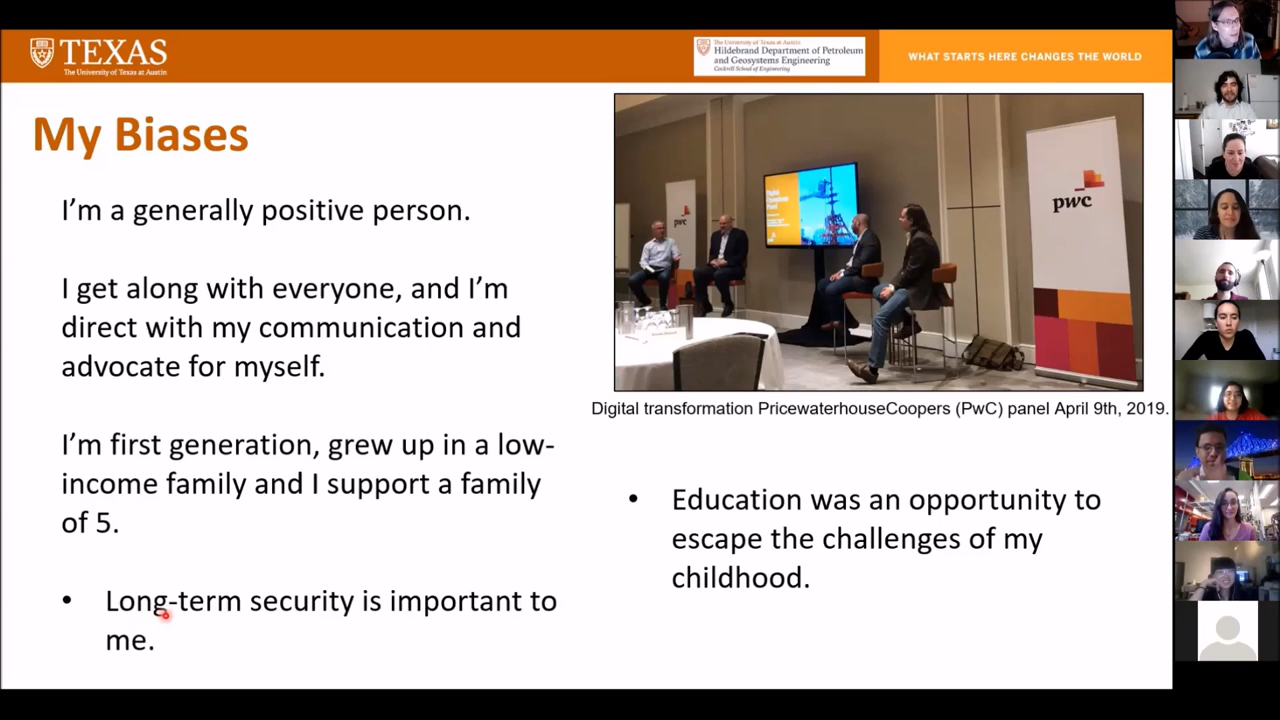 TEXAS
The University of Texas at Austin
The University of Texas at Austin
Hildebrand Department of Petroleum
and Geosystems Engineering
Cockrell School of Engineering
WHAT STARTS HERE CHANGES THE WORLD
My Biases
I'm a generally positive person.
I get along with everyone, and I'm
direct with my communication and
advocate for myself.
I'm first generation, grew up in a low-
income family and I support a family
of 5.
• Long-term security is important to
me.
pwc
pwc
Digital transformation PricewaterhouseCoopers (PwC) panel April 9th, 2019.
• Education was an opportunity to
escape the challenges of my
childhood.